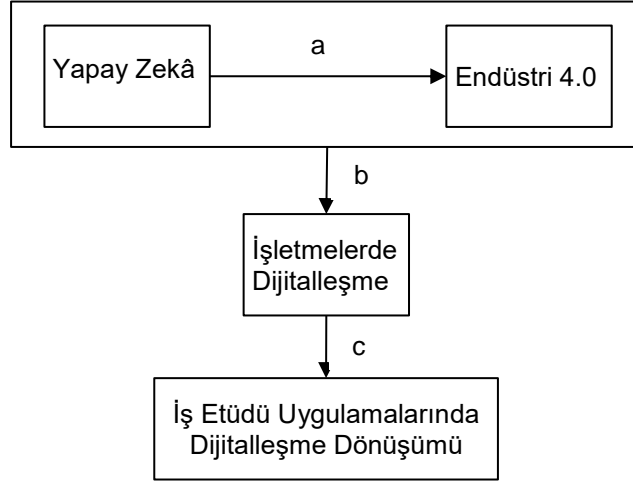 Yapay Zekâ
a
Endüstri 4.0
b
İşletmelerde
Dijitalleşme
c
İş Etüdü Uygulamalarında
Dijitalleşme Dönüşümü